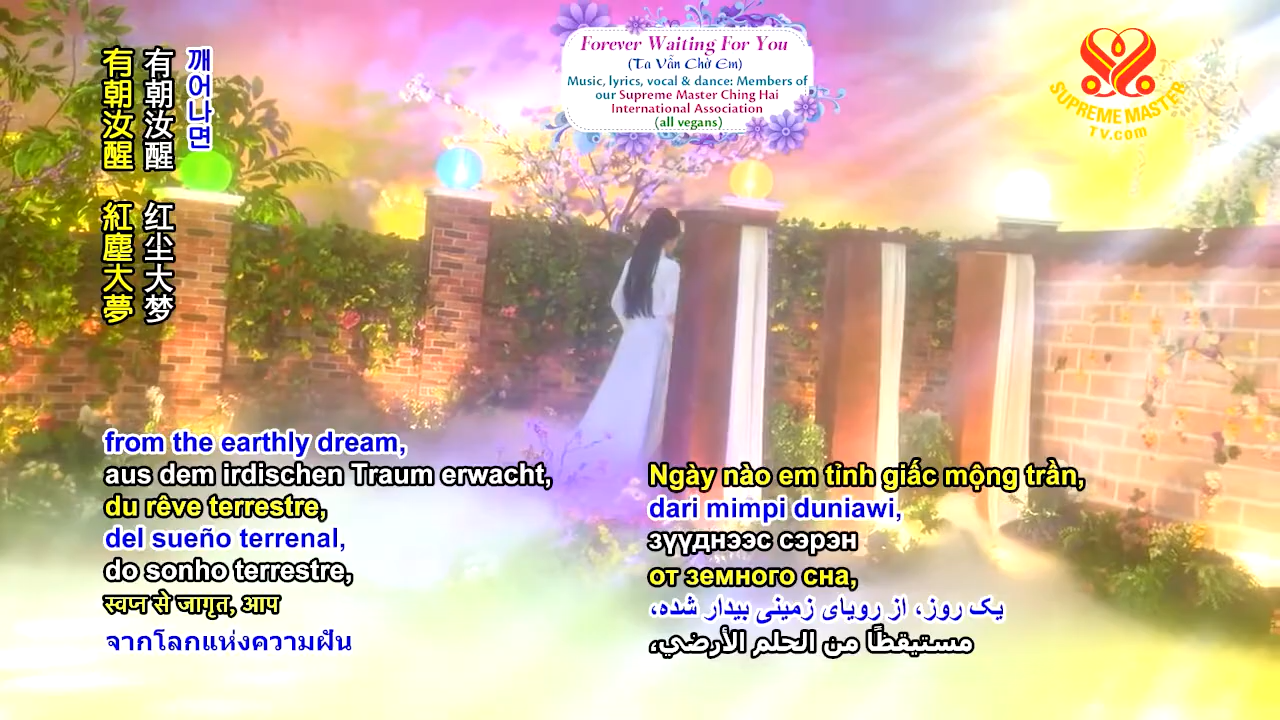 Forever Waiting For You
(Ta Vẫn Chờ Em)
Music, lyrics, vocal & dance: Members of
our Supreme Master Ching Hai
International Association
(all vegans)
SUPREME MASTER
TV.com
깨어나면
有朝汝醒 红尘大梦
有朝汝醒 紅塵大夢
from the earthly dream,
aus dem irdischen Traum erwacht,
du rêve terrestre,
del sueño terrenal,
do sonho terrestre,
स्वप्न से जागृत, आप
จากโลกแห่งความฝัน
Ngày nào em tỉnh giấc mộng trần,
dari mimpi duniawi,
зүүднээс сэрэн
от земного сна,
یک روز، از رویای زمینی بیدار شده،
مستيقظًا من الحلم الأرضي،